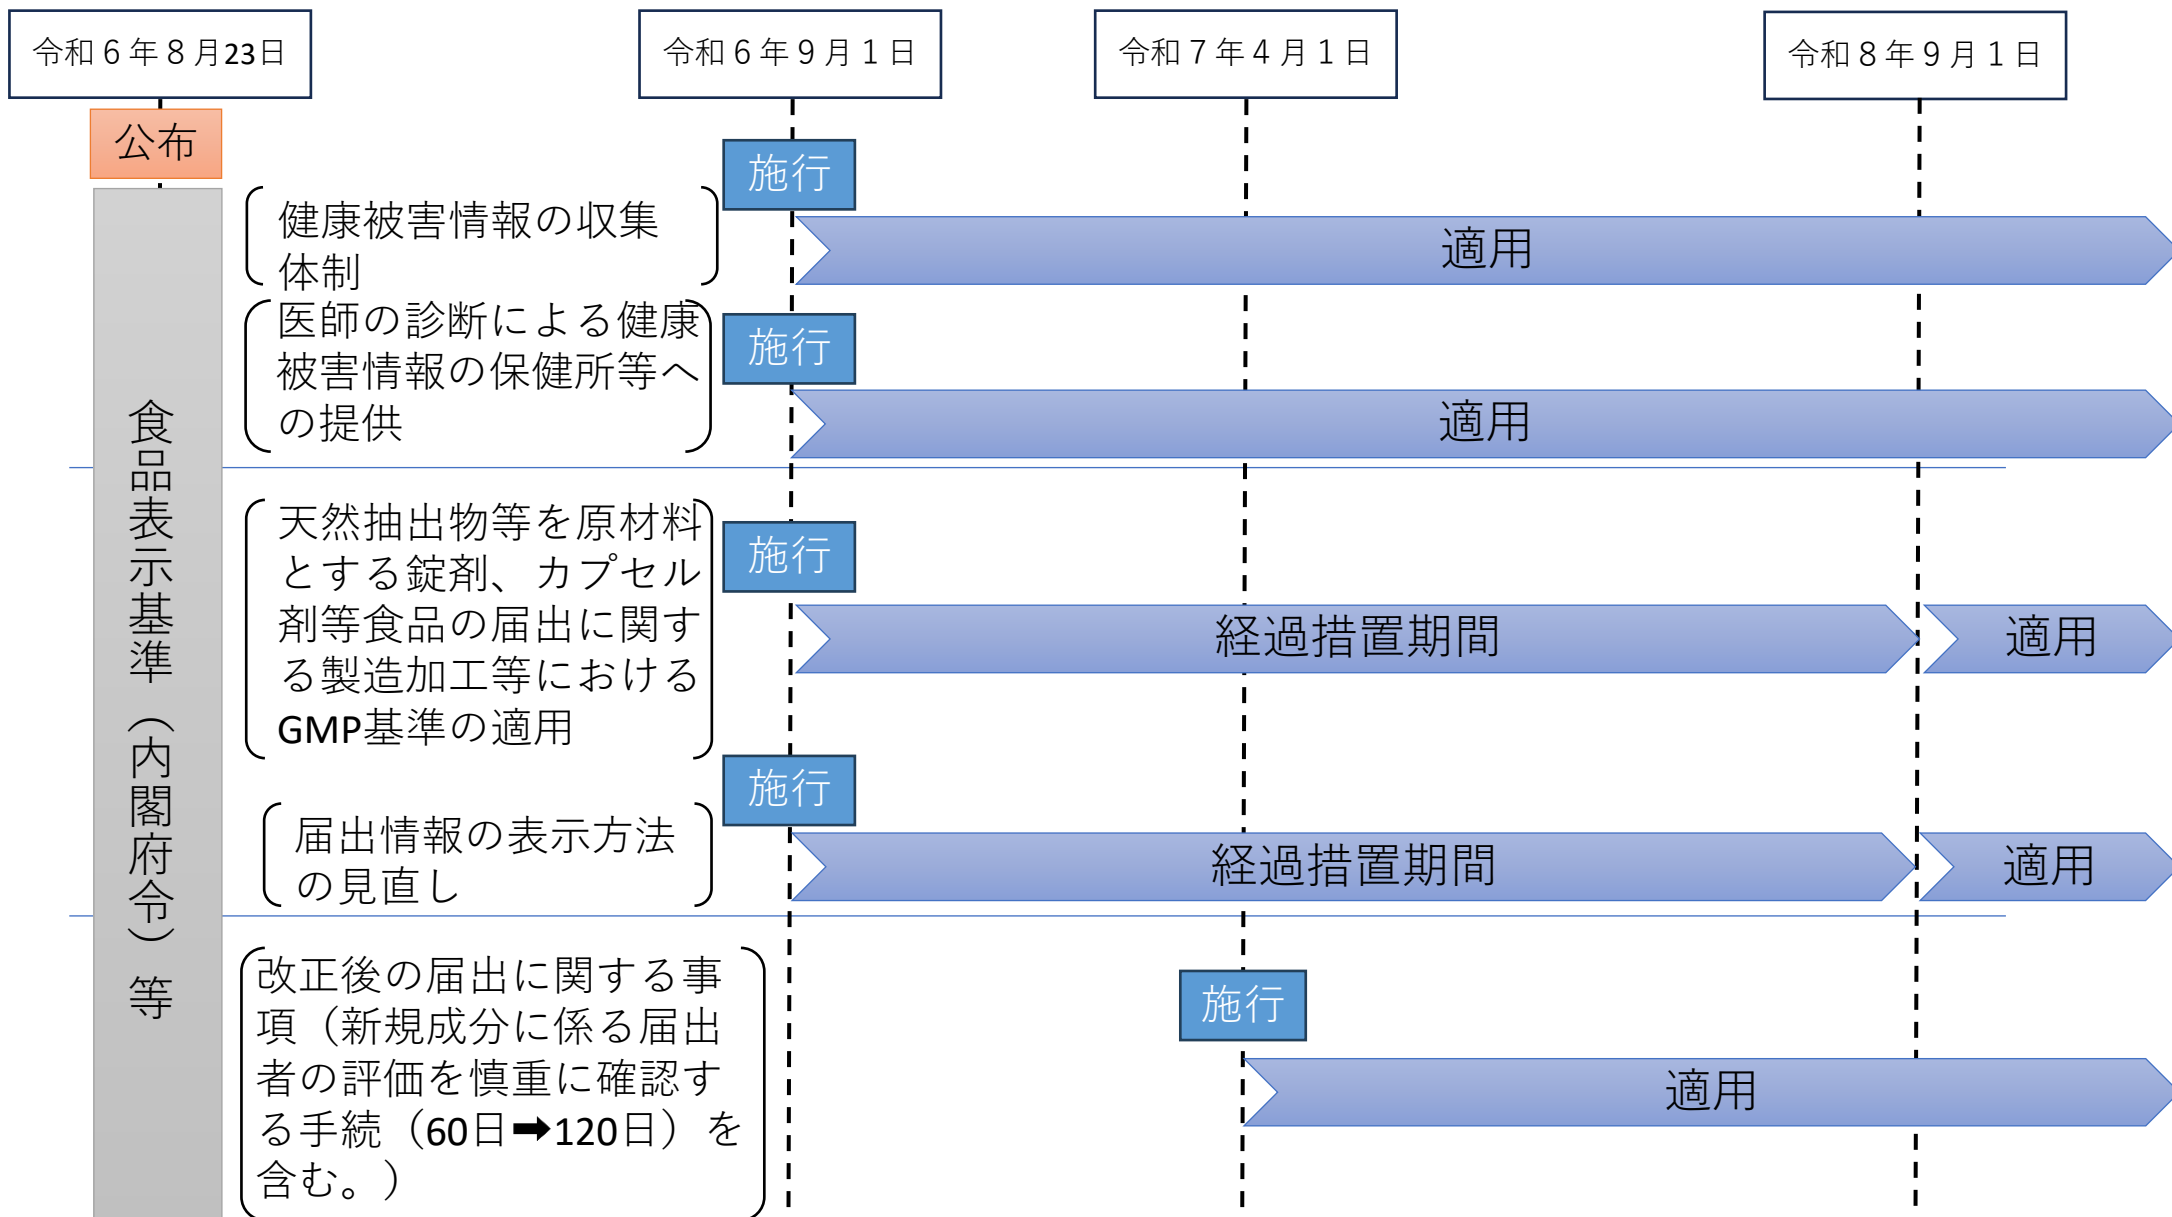 令和６年８月23日
令和６年９月１日
令和７年４月１日
令和８年９月１日
公布
食品表示基準（内閣府令）等
施行
健康被害情報の収集
体制
適用
医師の診断による健康
被害情報の保健所等へ
の提供
施行
適用
天然抽出物等を原材料
とする錠剤、カプセル
剤等食品の届出に関す
る製造加工等における
GMP基準の適用
施行
経過措置期間
適用
届出情報の表示方法
の見直し
施行
経過措置期間
適用
改正後の届出に関する事
項（新規成分に係る届出
者の評価を慎重に確認す
る手続（60日➡120日）を
含む。）
施行
適用